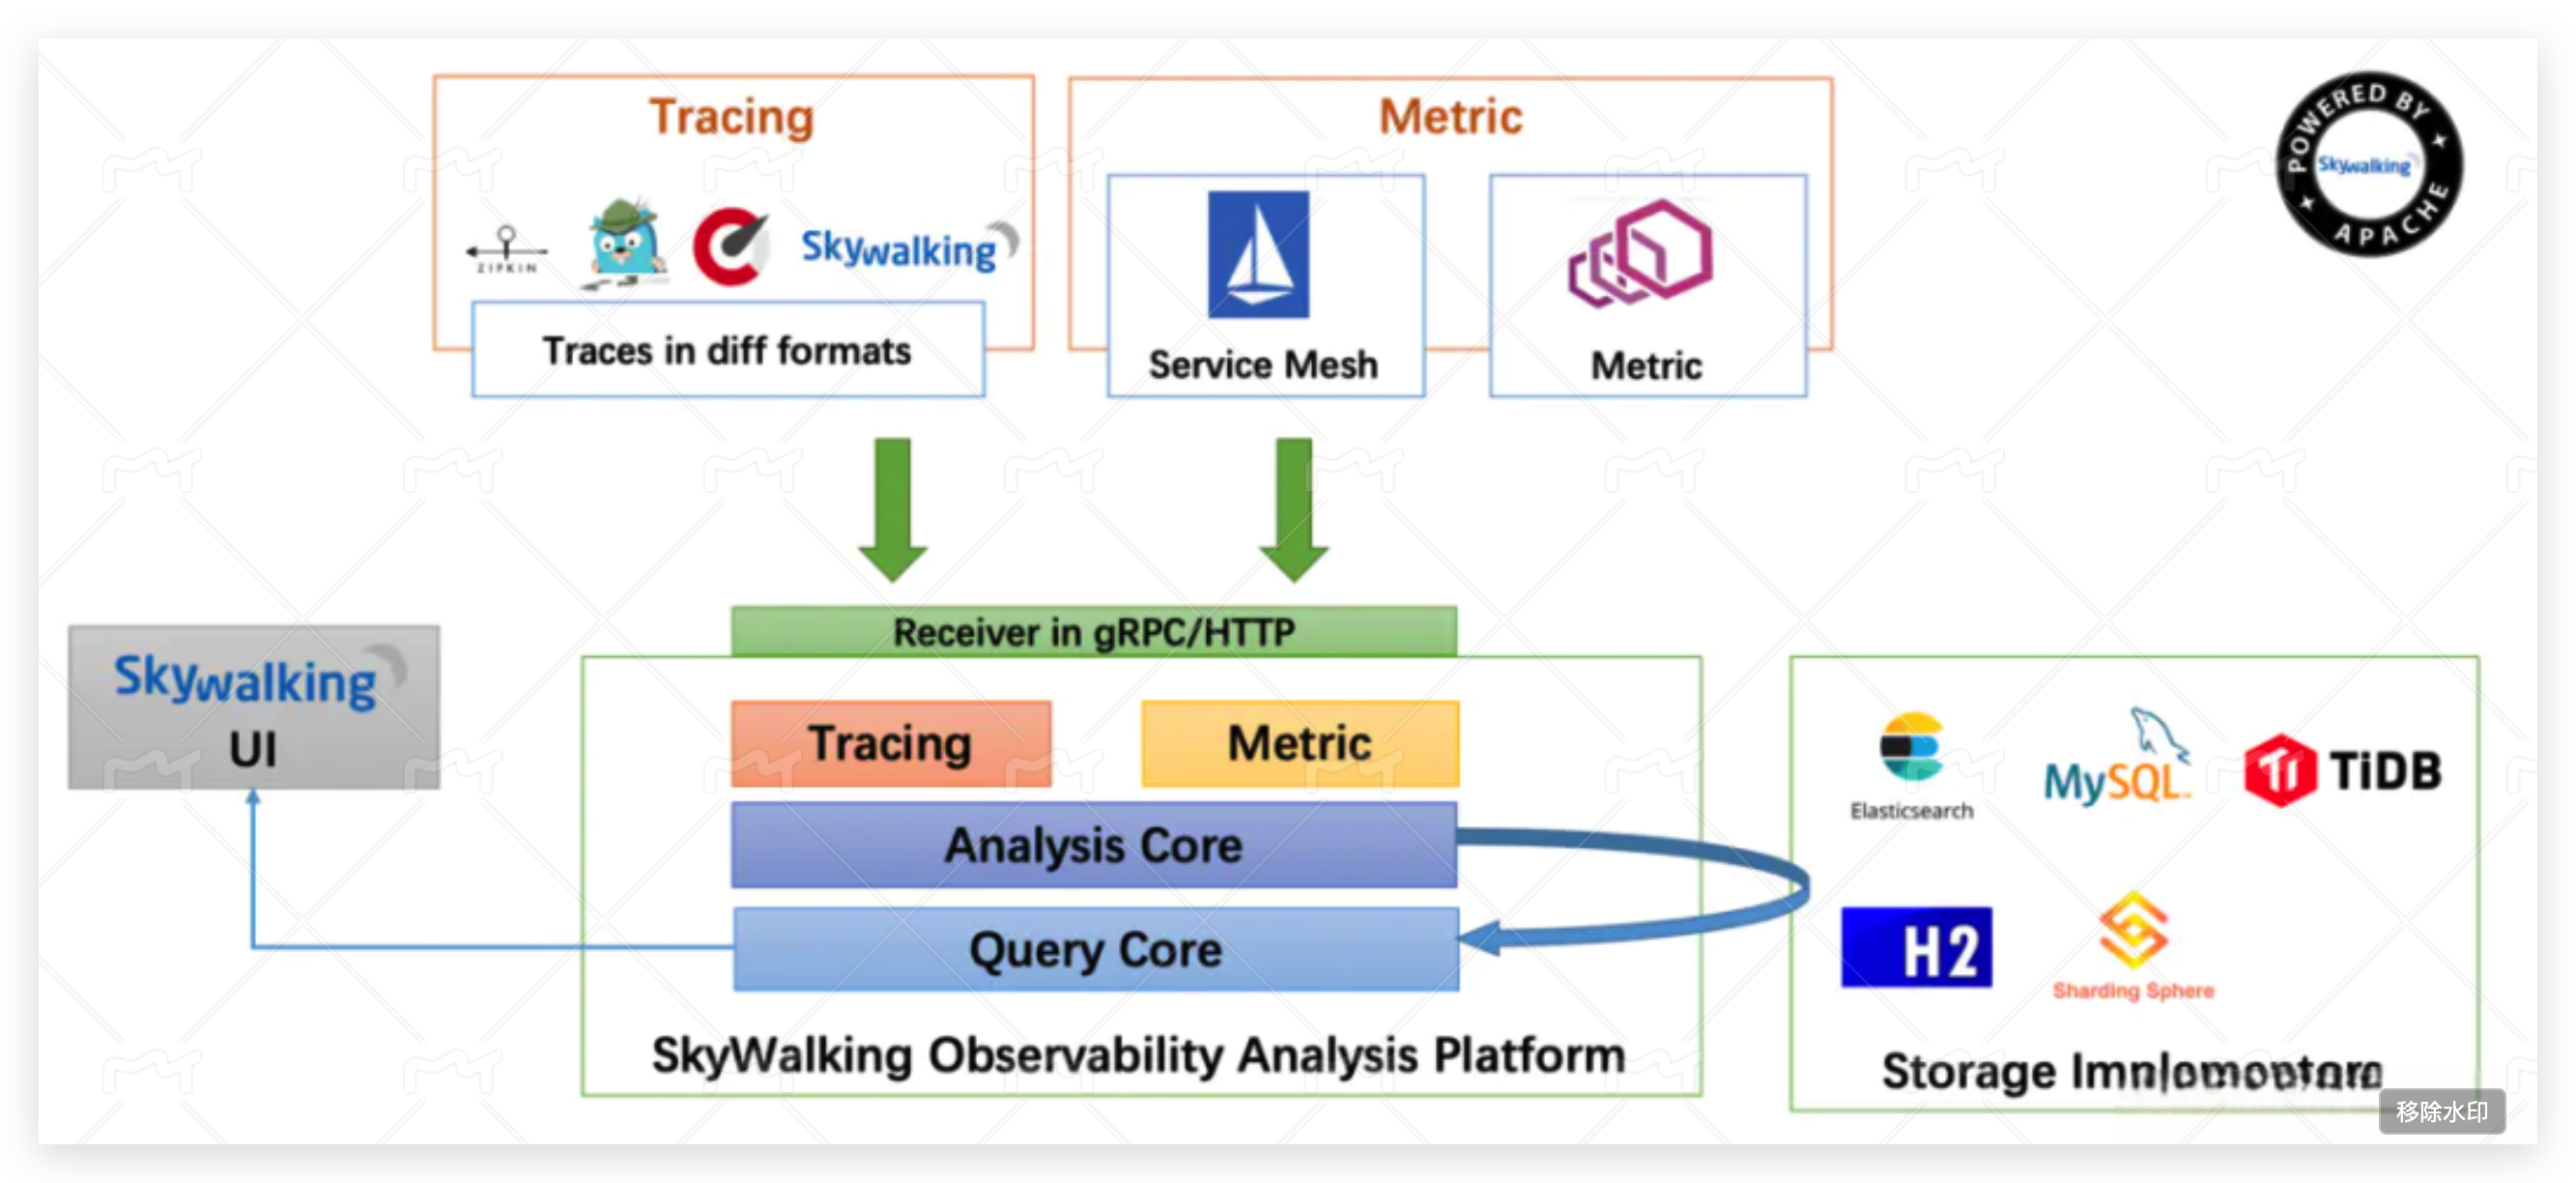 Tracing
Metric
POWERED BY
Skywalking
APACHE
ZIPKIN
Skywalking
Traces in diff formats
Service Mesh
Metric
Receiver in gRPC/HTTP
Skywalking
UI
Tracing
Metric
Analysis Core
Query Core
SkyWalking Observability Analysis Platform
Elasticsearch
MySQL
Ti
TiDB
H2
Sharding Sphere
Storage
移除水印